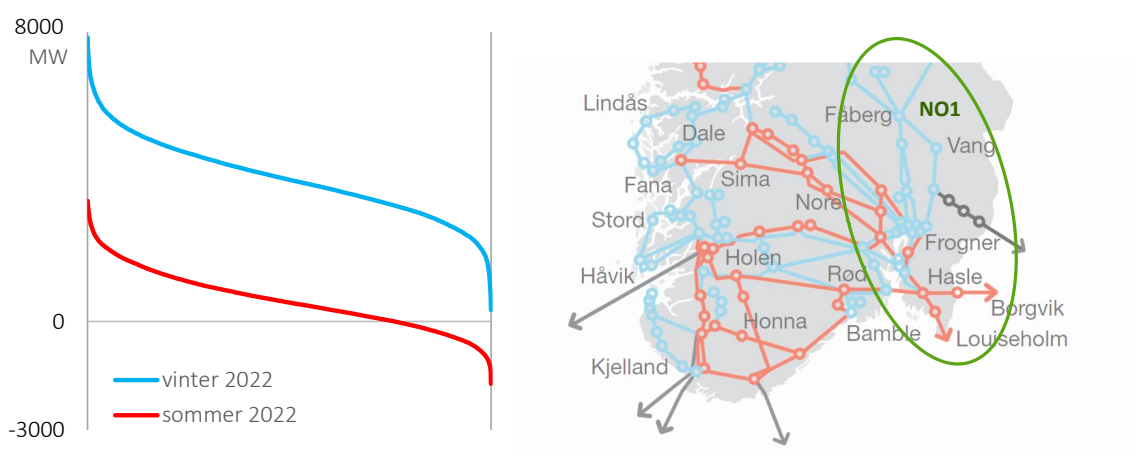 8000
MW
0
-3000
vinter 2022
sommer 2022
Lindås
Dale
Fana
Sima
Stord
Nore
Håvik
Holen
Rød
Honna
Kjelland
Bamble
Fåberg
NO1
Vang
Frogner
Hasle
Borgvik
Louiseholm